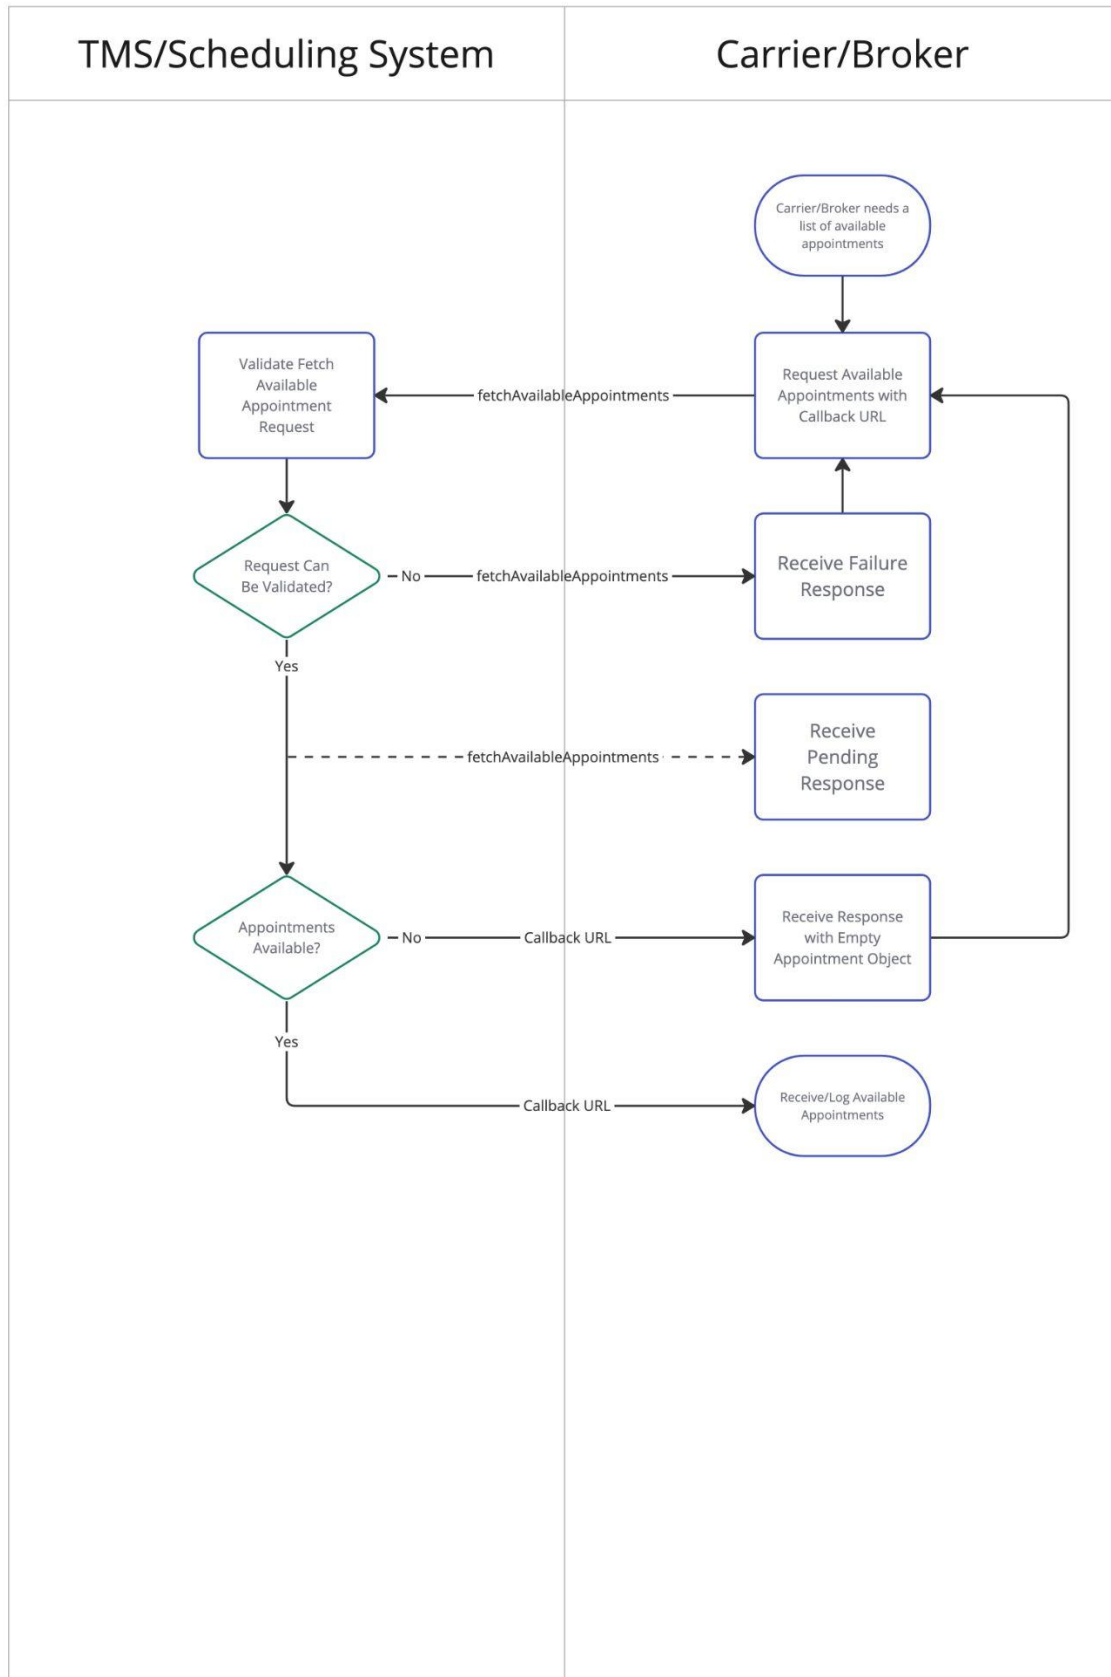 TMS/Scheduling System
Carrier/Broker
Carrier/Broker needs a
list of available
appointments
Validate Fetch
Available
Appointment
Request
fetchAvailableAppointments
Request Available
Appointments with
Callback URL
Request Can
Be Validated?
No
fetchAvailableAppointments
Receive Failure
Response
Yes
fetchAvailableAppointments
Receive
Pending
Response
Appointments
Available?
No
Callback URL
Receive Response
with Empty
Appointment Object
Yes
Callback URL
Receive/Log Available
Appointments